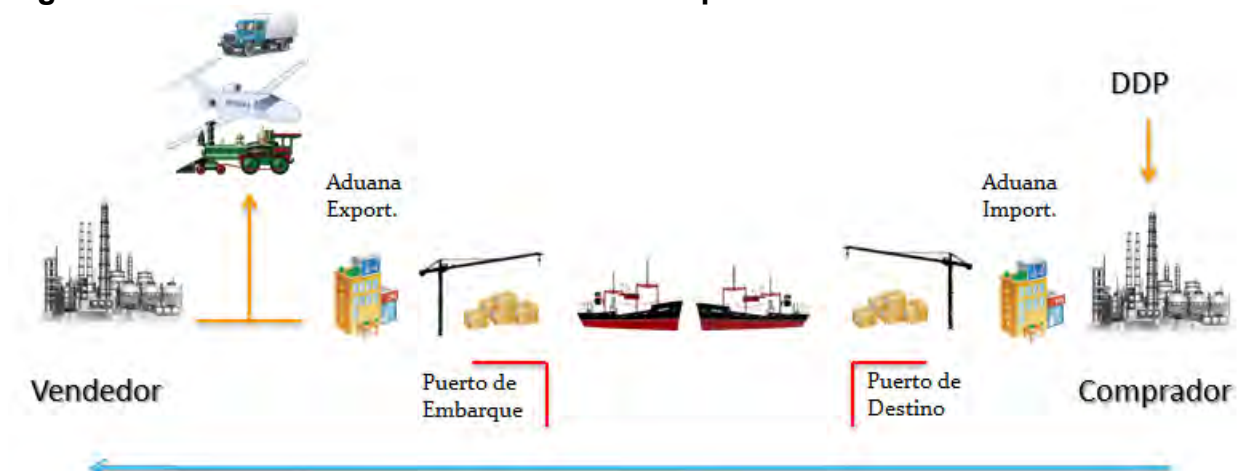 DDP
Aduana
Export.
Aduana
Import.
Vendedor
Puerto de
Embarque
Puerto de
Destino
Comprador